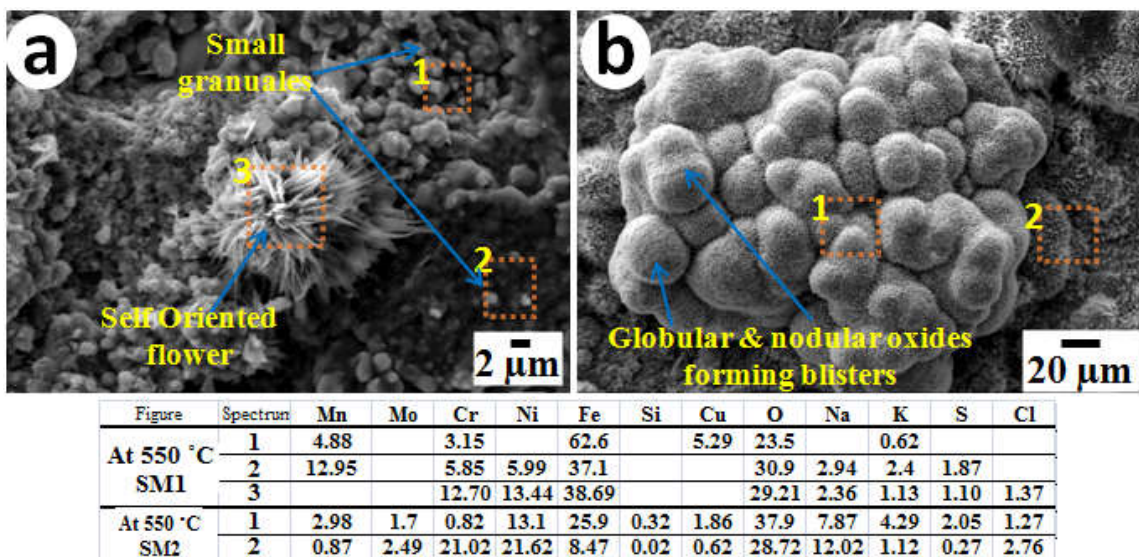 a
Small
granuales
1
3
2
Self Oriented
flower
2 µm
b
1
2
Globular & nodular oxides
forming blisters
20 µm
Figure Spectrun Mn Mo Cr Ni Fe Si Cu O Na K S Cl
At 550 °C SM1
1 4.88 3.15 62.6 5.29 23.5 0.62
2 12.95 5.85 5.99 37.1 30.9 2.94 2.4 1.87
3 12.70 13.44 38.69 29.21 2.36 1.13 1.10 1.37
At 550 °C SM2
1 2.98 1.7 0.82 13.1 25.9 0.32 1.86 37.9 7.87 4.29 2.05 1.27
2 0.87 2.49 21.02 21.62 8.47 0.02 0.62 28.72 12.02 1.12 0.27 2.76